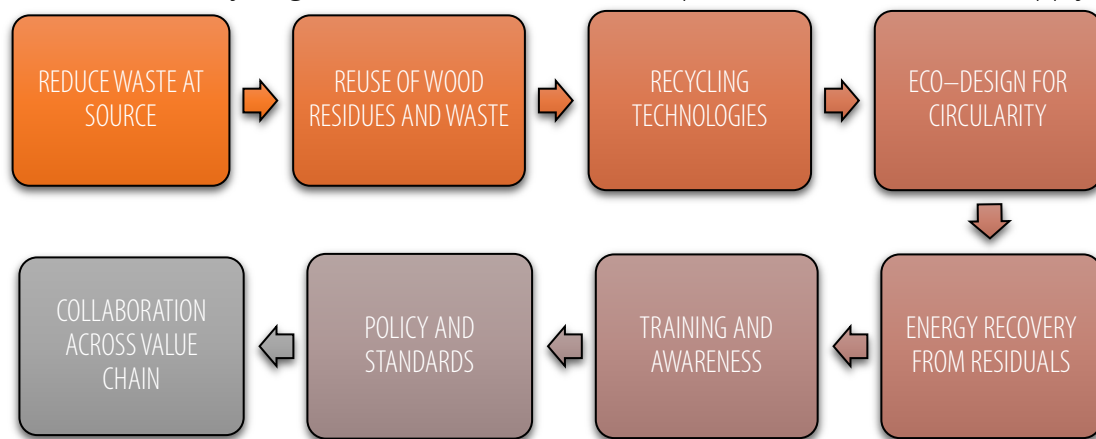 REDUCE WASTE AT
SOURCE
REUSE OF WOOD
RESIDUES AND WASTE
RECYCLING
TECHNOLOGIES
ECO–DESIGN FOR
CIRCULARITY
ENERGY RECOVERY
FROM RESIDUALS
TRAINING AND
AWARENESS
POLICY AND
STANDARDS
COLLABORATION
ACROSS VALUE
CHAIN